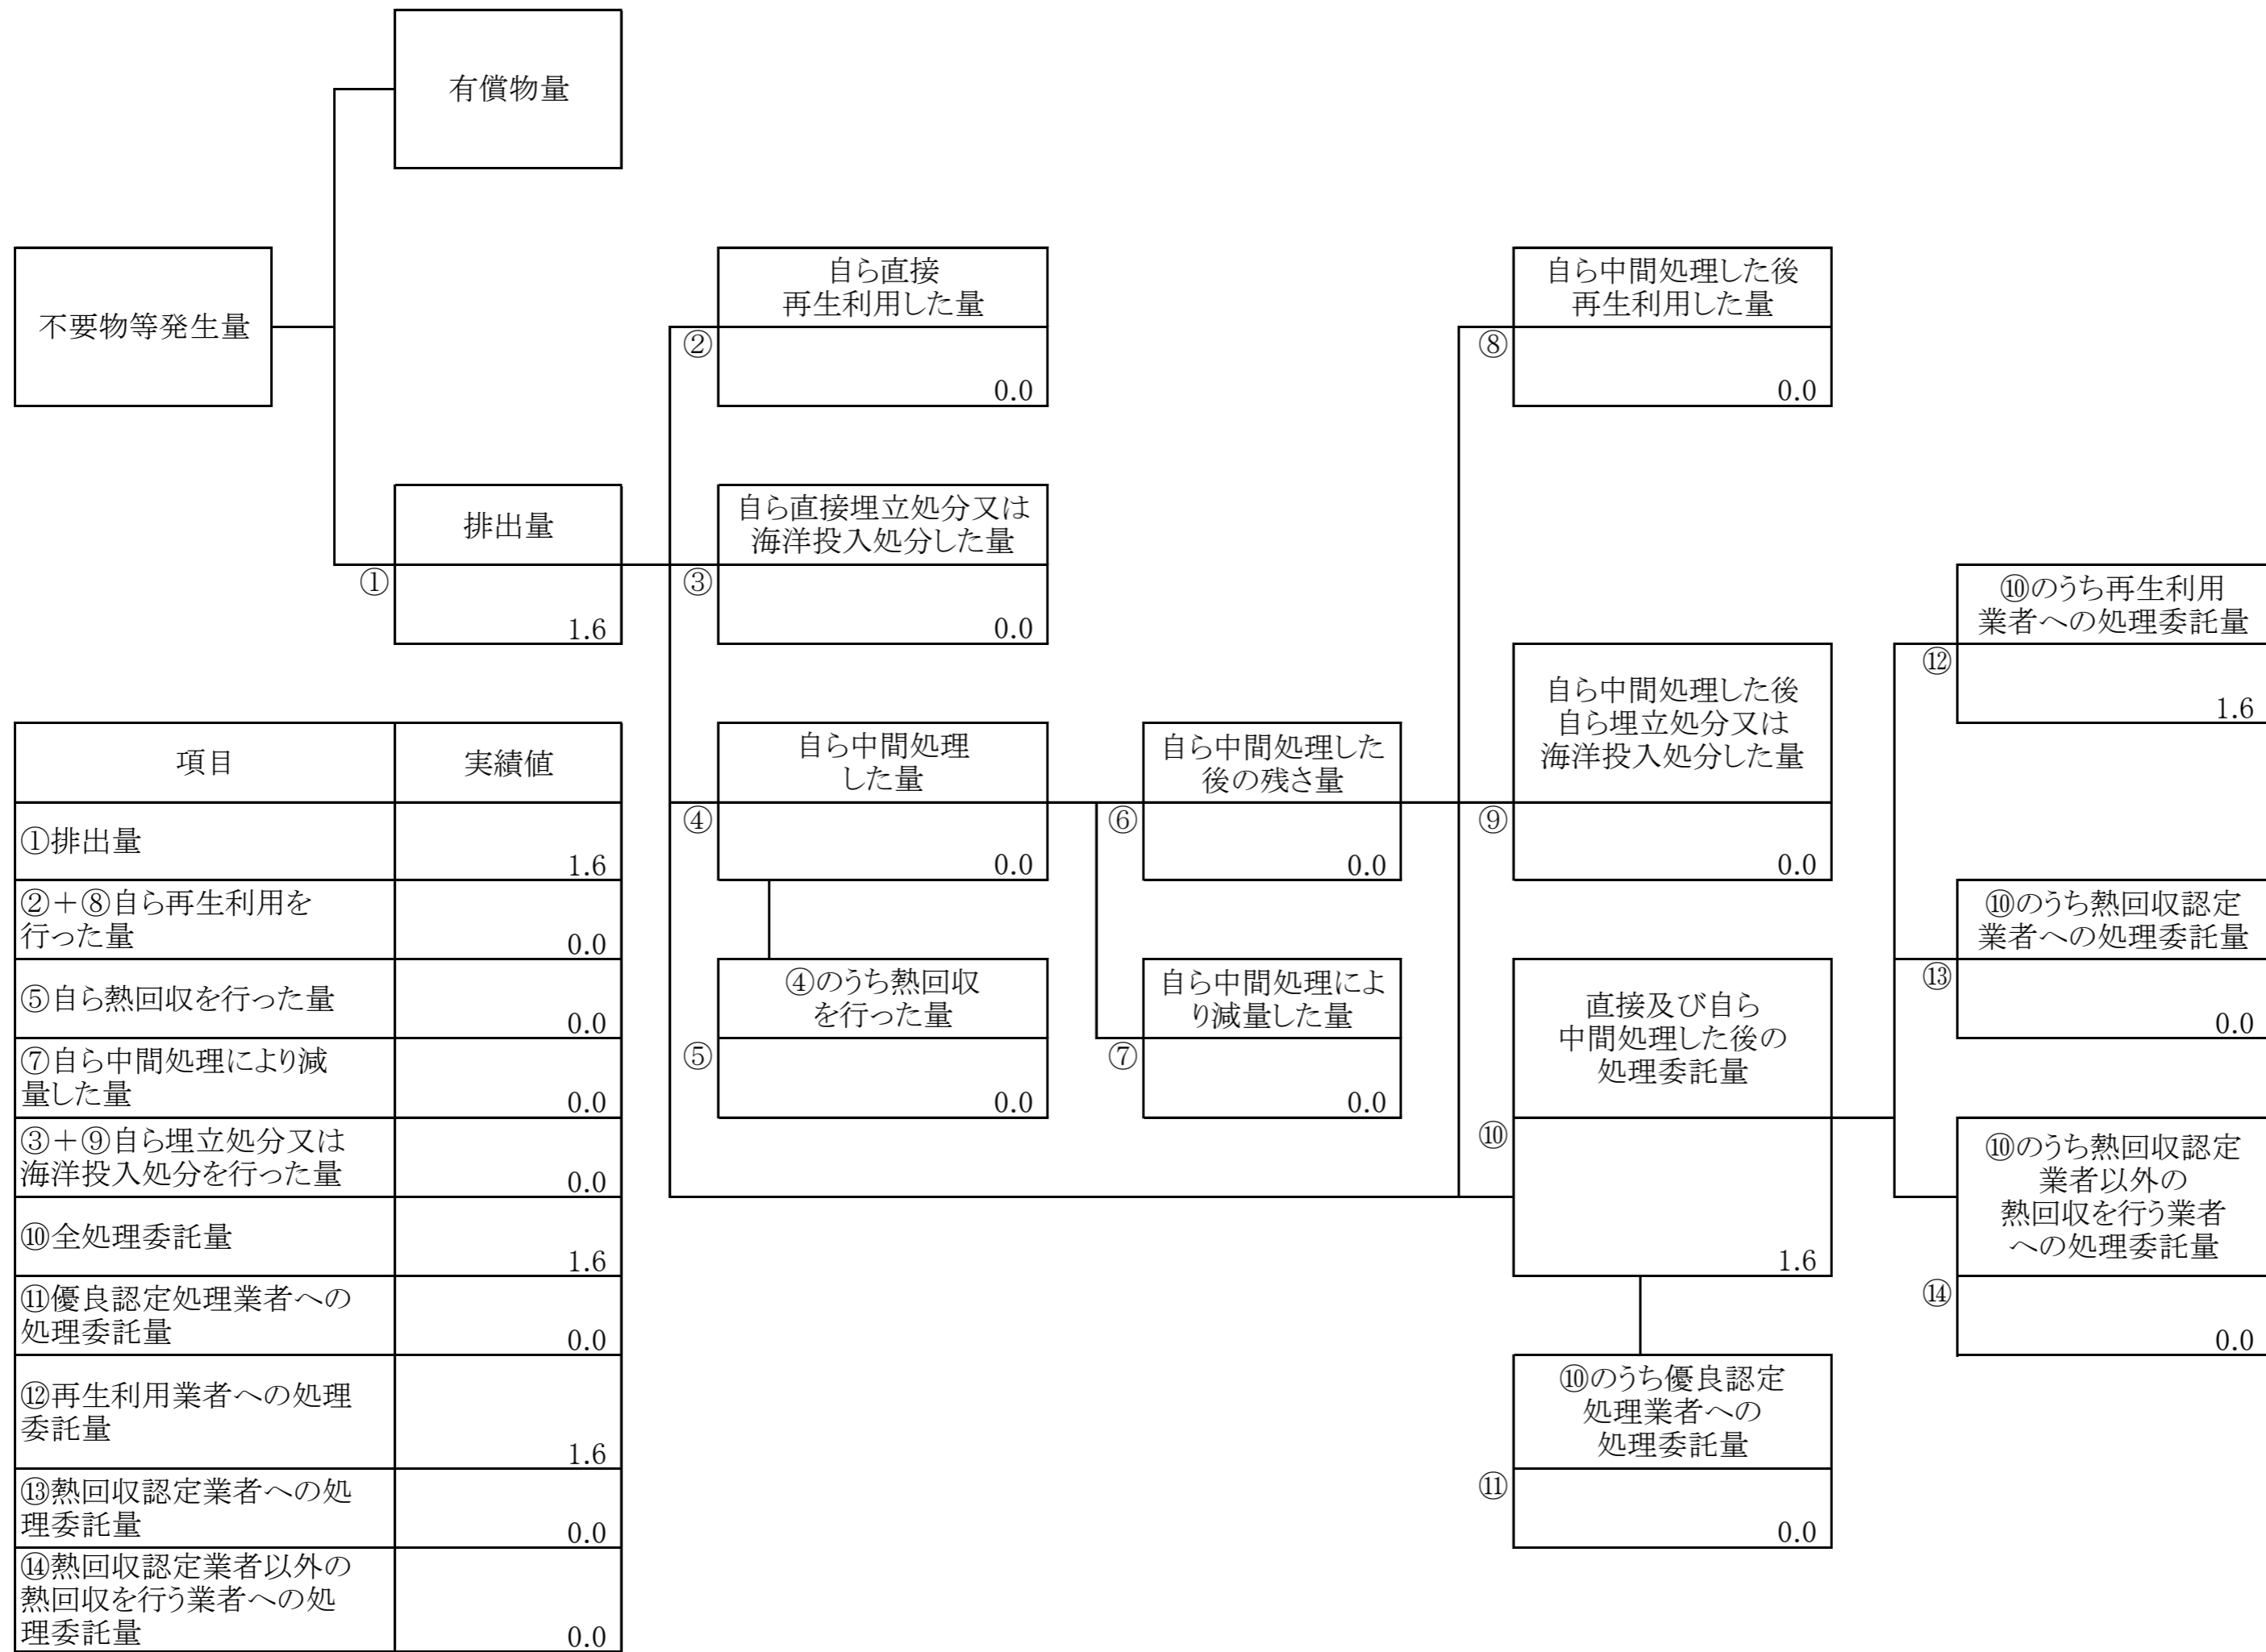 有償物量
不要物等発生量
自ら直接
再生利用した量
②
0.0
自ら中間処理した後
再生利用した量
⑧
0.0
排出量
①
1.6
自ら直接埋立処分又は
海洋投入処分した量
③
0.0
⑩のうち再生利用
業者への処理委託量
⑫
1.6
自ら中間処理
した量
④
0.0
自ら中間処理した
後の残さ量
⑥
0.0
自ら中間処理した後
自ら埋立処分又は
海洋投入処分した量
⑨
0.0
⑩のうち熱回収認定
業者への処理委託量
⑬
0.0
④のうち熱回収
を行った量
⑤
0.0
自ら中間処理によ
り減量した量
⑦
0.0
直接及び自ら
中間処理した後の
処理委託量
⑩
1.6
⑩のうち熱回収認定
業者以外の
熱回収を行う業者
への処理委託量
⑭
0.0
⑩のうち優良認定
処理業者への
処理委託量
⑪
0.0
項目 実績値
①排出量
1.6
②+⑧自ら再生利用を
行った量
0.0
⑤自ら熱回収を行った量
0.0
⑦自ら中間処理により減
量した量
0.0
③+⑨自ら埋立処分又は
海洋投入処分を行った量
0.0
⑩全処理委託量
1.6
⑪優良認定処理業者への
処理委託量
0.0
⑫再生利用業者への処理
委託量
1.6
⑬熱回収認定業者への処
理委託量
0.0
⑭熱回収認定業者以外の
熱回収を行う業者への処
理委託量
0.0